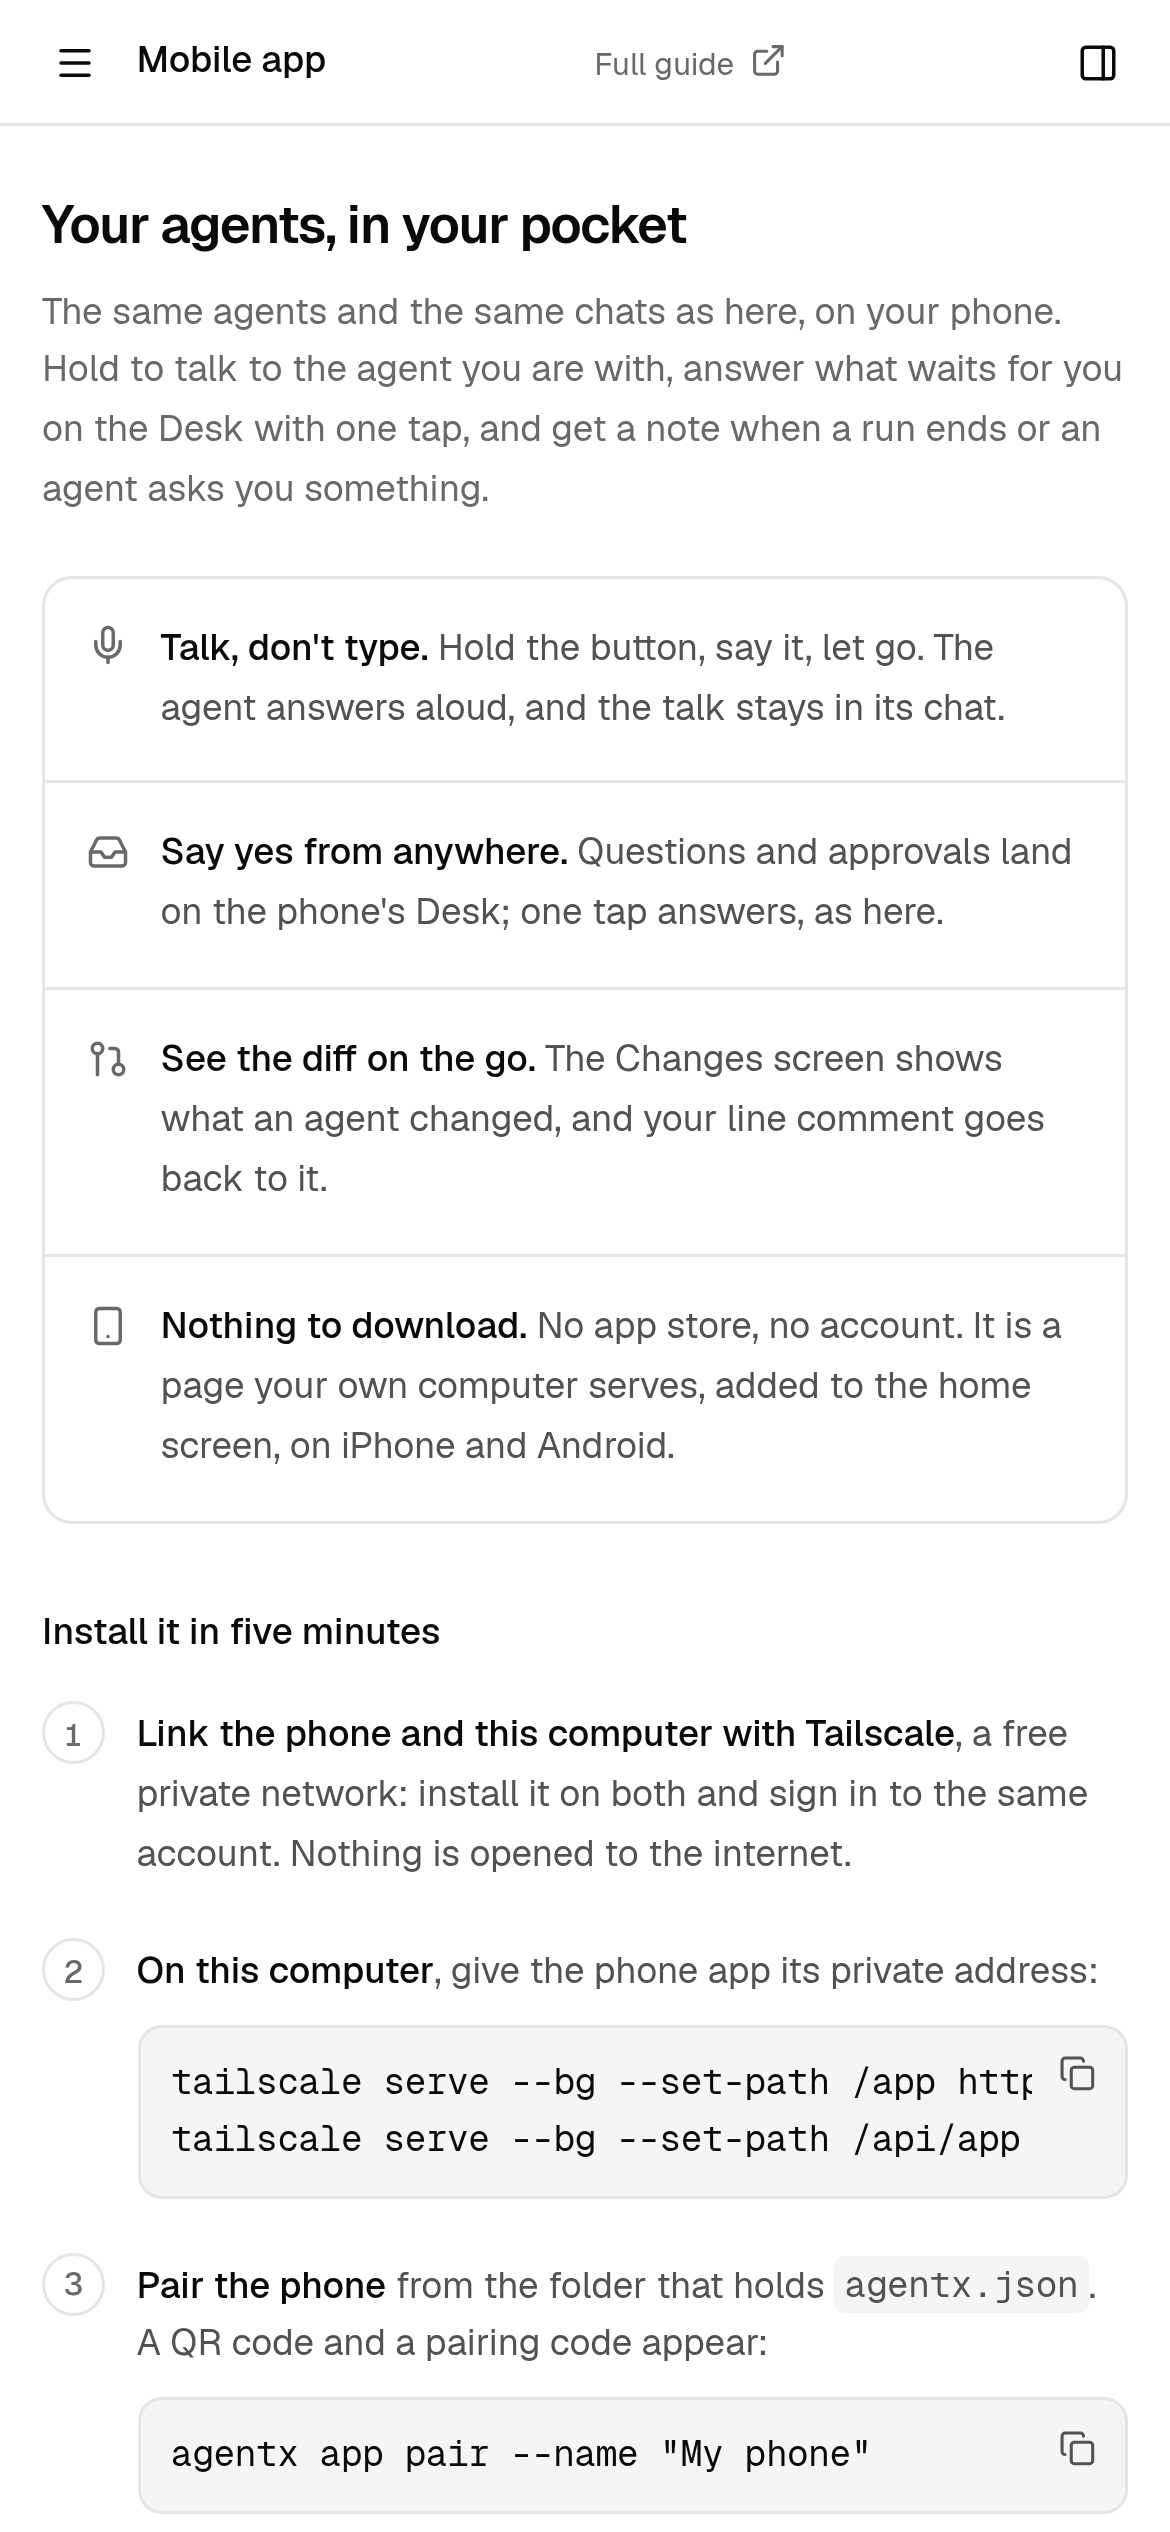 Mobile app
Full guide
Your agents, in your pocket
The same agents and the same chats as here, on your phone.
Hold to talk to the agent you are with, answer what waits for you
on the Desk with one tap, and get a note when a run ends or an
agent asks you something.
Talk, don't type. Hold the button, say it, let go. The
agent answers aloud, and the talk stays in its chat.
Say yes from anywhere. Questions and approvals land
on the phone's Desk; one tap answers, as here.
See the diff on the go. The Changes screen shows
what an agent changed, and your line comment goes
back to it.
Nothing to download. No app store, no account. It is a
page your own computer serves, added to the home
screen, on iPhone and Android.
Install it in five minutes
1 Link the phone and this computer with Tailscale, a free
private network: install it on both and sign in to the same
account. Nothing is opened to the internet.
2 On this computer, give the phone app its private address:
tailscale serve --bg --set-path /app http
tailscale serve --bg --set-path /api/app
3 Pair the phone from the folder that holds agentx.json.
A QR code and a pairing code appear:
agentx app pair --name "My phone"